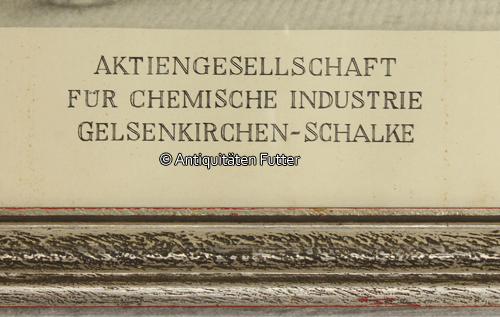 AKTIENGESELLSCHAFT
FÜR CHEMISCHE INDUSTRIE
GELSENKIRCHEN-SCHALKE
© Antiquitäten Futter